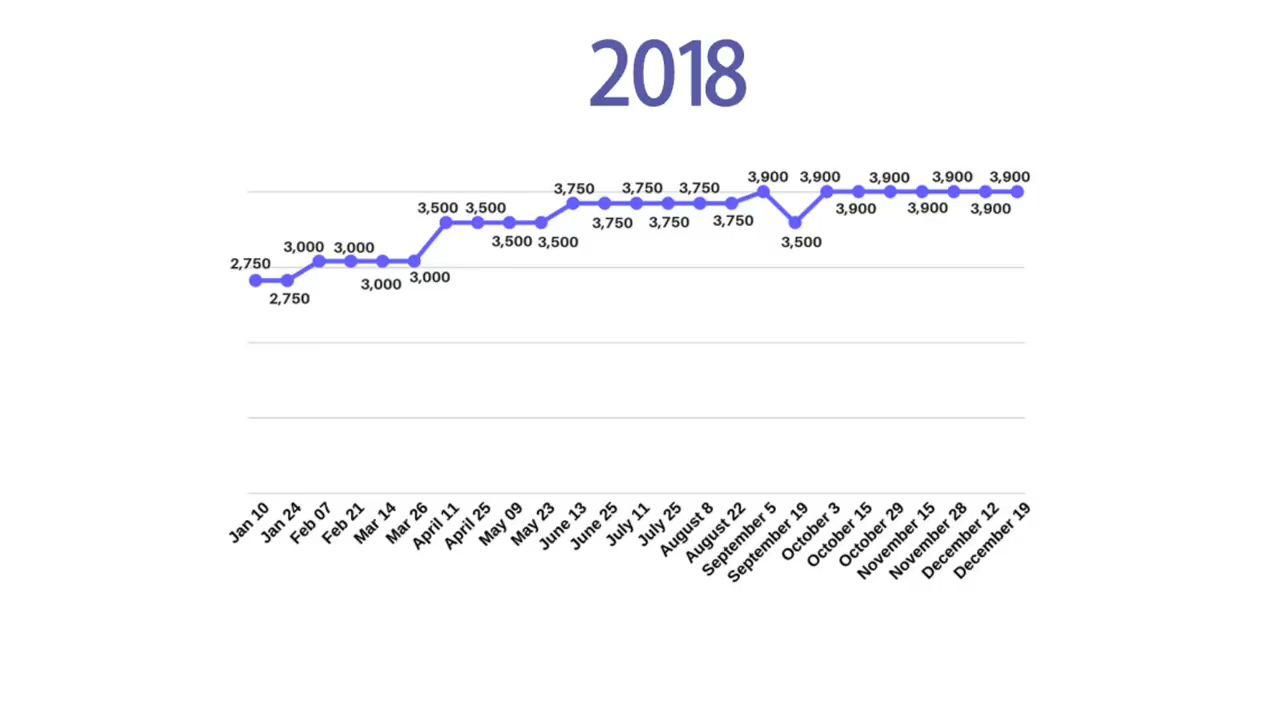 2018
2,750
2,750
3,000
3,000
3,000
3,000
3,500
3,500
3,500
3,500
3,750
3,750
3,750
3,750
3,750
3,750
3,900
3,500
3,900
3,900
3,900
3,900
3,900
3,900
3,900
Jan 10
Jan 24
Feb 07
Feb 21
Mar 14
Mar 26
April 11
April 25
May 09
May 23
June 13
June 25
July 11
July 25
August 8
August 22
September 5
September 19
October 3
October 15
October 29
November 15
November 28
December 12
December 19